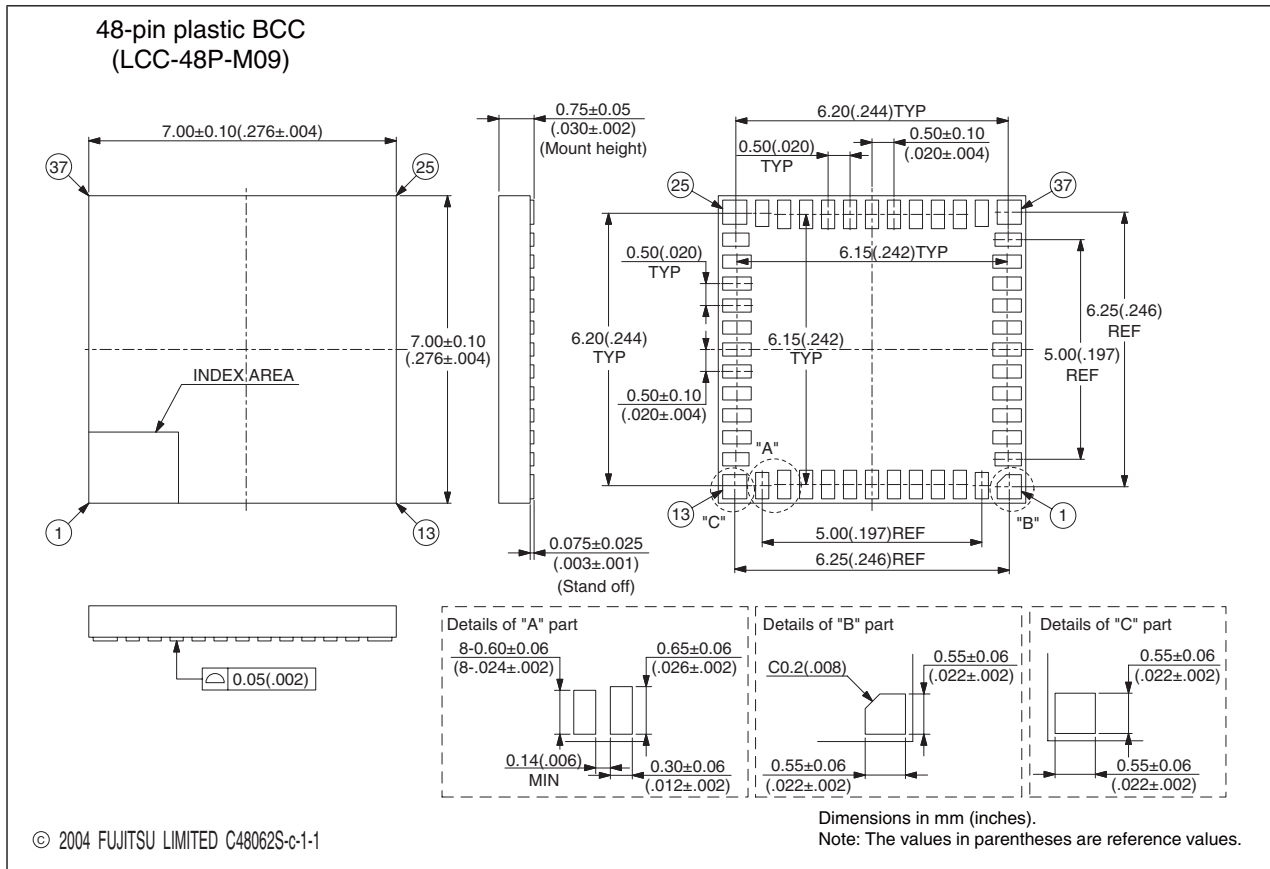 48-pin plastic BCC
(LCC-48P-M09)
7.00±0.10(.276±.004)
37
25
7.00±0.10
(.276±.004)
INDEX AREA
1
13
0.75±0.05
(.030±.002)
(Mount height)
0.075±0.025
(.003±.001)
(Stand off)
6.20(.244)TYP
0.50(.020)
TYP
0.50±0.10
(.020±.004)
25
37
0.50(.020)
TYP
6.15(.242)TYP
6.20(.244)
TYP
6.15(.242)
TYP
6.25(.246)
REF
5.00(.197)
REF
0.50±0.10
(.020±.004)
"A"
13
"C"
"B"
1
5.00(.197)REF
6.25(.246)REF
0.05(.002)
Details of "A" part
8-0.60±0.06
(8-.024±.002)
0.65±0.06
(.026±.002)
0.14(.006)
MIN
0.30±0.06
(.012±.002)
Details of "B" part
C0.2(.008)
0.55±0.06
(.022±.002)
0.55±0.06
(.022±.002)
Details of "C" part
0.55±0.06
(.022±.002)
0.55±0.06
(.022±.002)
© 2004 FUJITSU LIMITED C48062S-c-1-1
Dimensions in mm (inches).
Note: The values in parentheses are reference values.